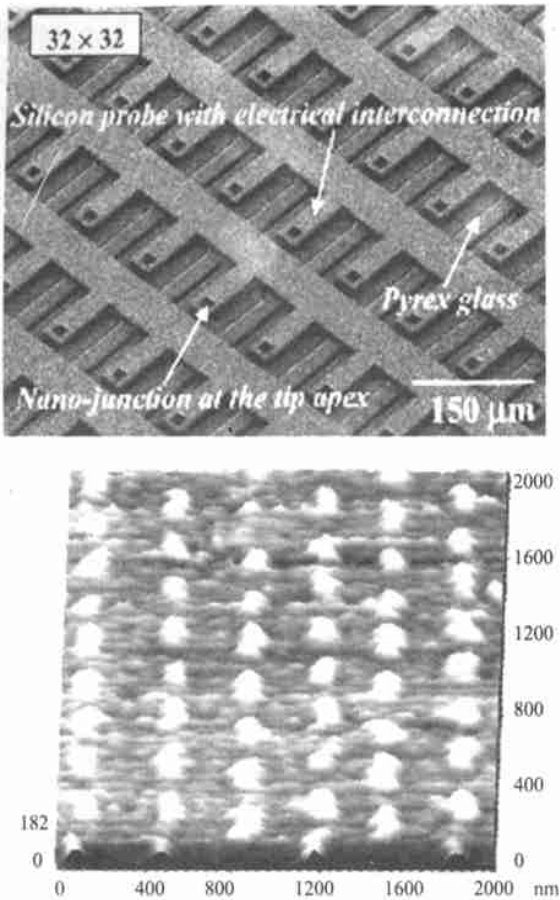 32 × 32
Silicon probe with electrical interconnection
Pyrex glass
Nano-junction at the tip apex
150 μm
2000
1600
1200
800
400
182
0
0
0 400 800 1200 1600 2000 nm